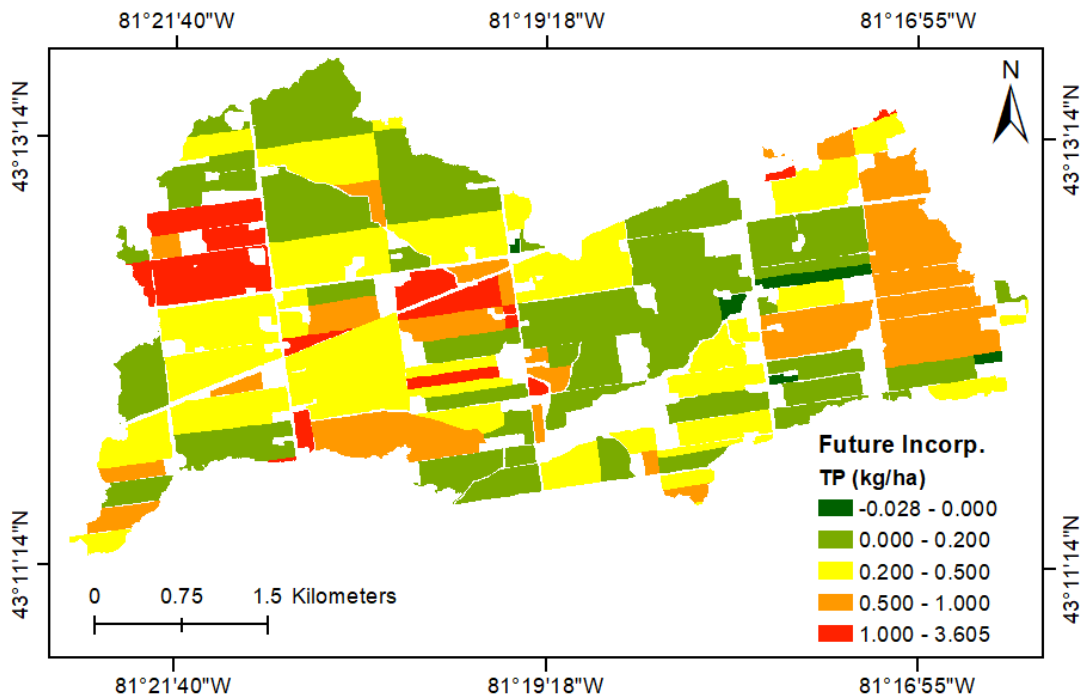 81°21'40"W 81°19'18"W 81°16'55"W
N
43°13'14"N 43°13'14"N
Future Incorp.
TP (kg/ha)
-0.028 - 0.000
0.000 - 0.200
0.200 - 0.500
0.500 - 1.000
1.000 - 3.605
43°11'14"N 43°11'14"N
0 0.75 1.5 Kilometers
81°21'40"W 81°19'18"W 81°16'55"W